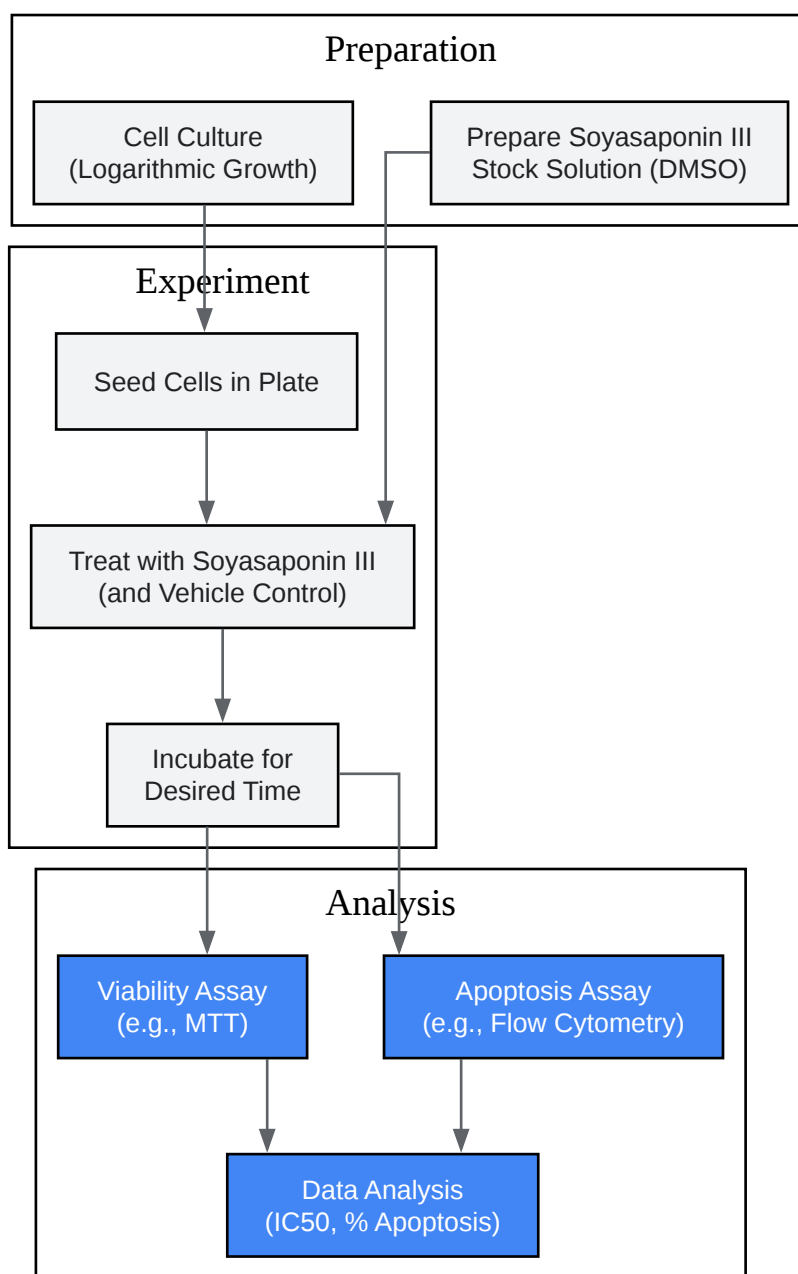 Preparation
Cell Culture
(Logarithmic Growth)
Prepare Soyasaponin III
Stock Solution (DMSO)
Experiment
Seed Cells in Plate
Treat with Soyasaponin III
(and Vehicle Control)
Incubate for
Desired Time
Analysis
Viability Assay
(e.g., MTT)
Apoptosis Assay
(e.g., Flow Cytometry)
Data Analysis
(IC50, % Apoptosis)